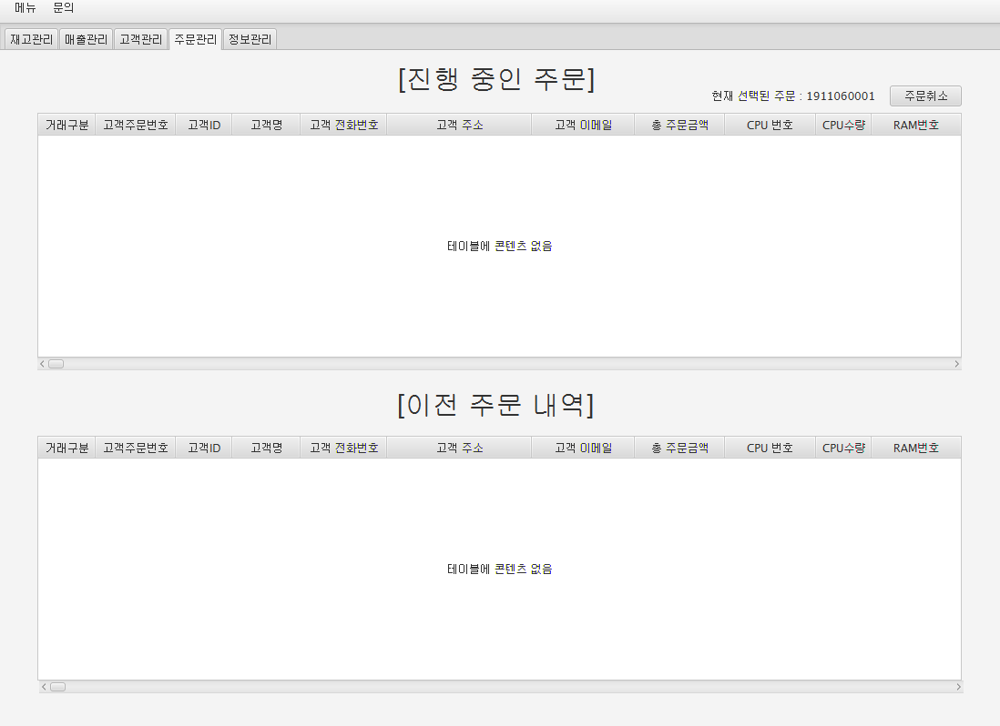 메뉴 문의
재고관리 매출관리 고객관리 주문관리 정보관리
[진행 중인 주문]
현재 선택된 주문 : 1911060001 주문취소
거래구분 고객주문번호 고객ID 고객명 고객 전화번호 고객 주소 고객 이메일 총 주문금액 CPU 번호 CPU수량 RAM번호
테이블에 콘텐츠 없음
[이전 주문 내역]
거래구분 고객주문번호 고객ID 고객명 고객 전화번호 고객 주소 고객 이메일 총 주문금액 CPU 번호 CPU수량 RAM번호
테이블에 콘텐츠 없음